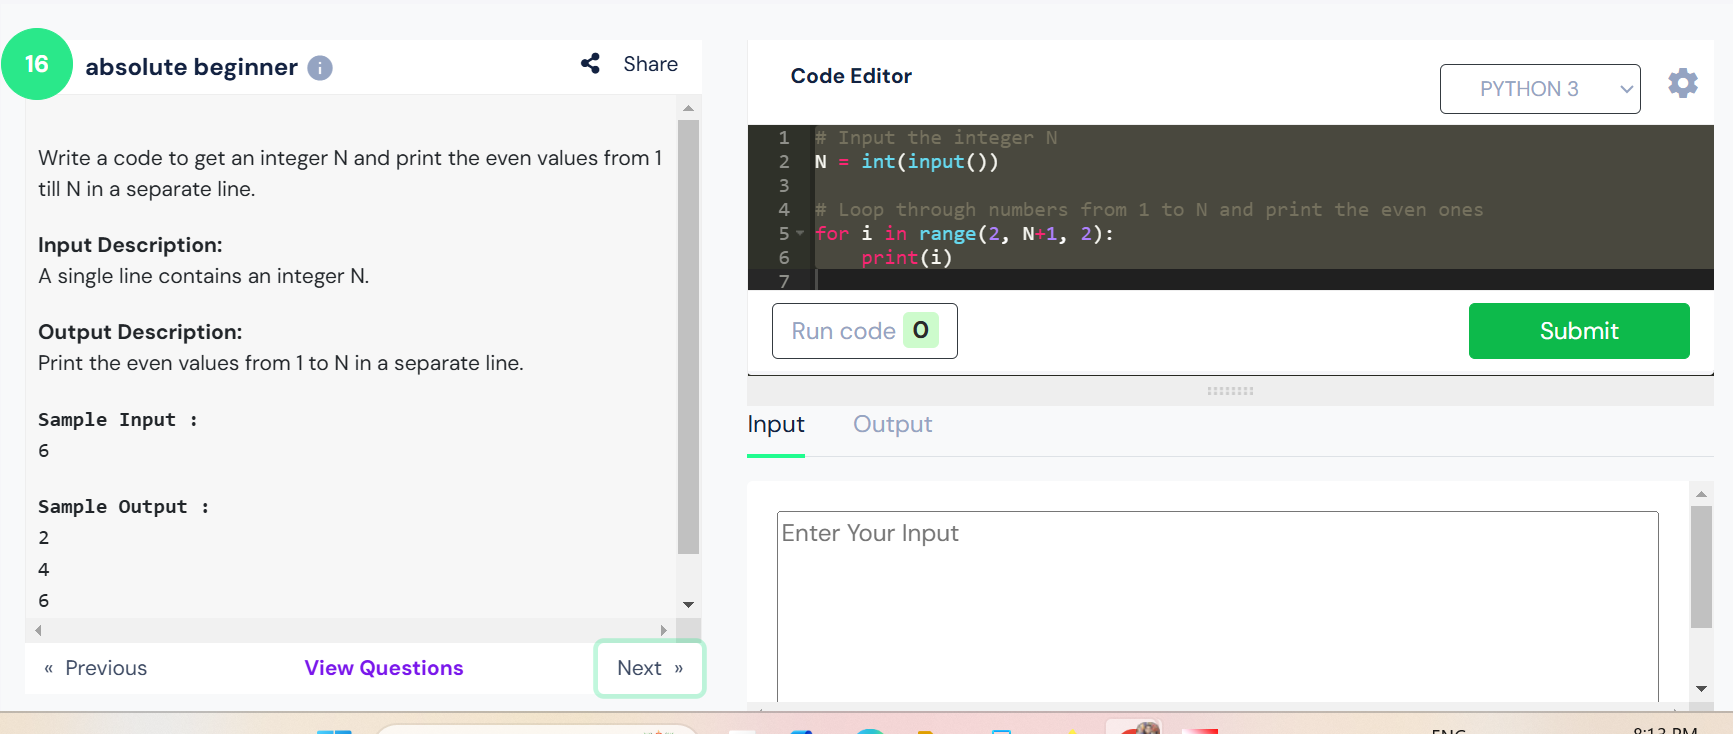 16
absolute beginner i
Share
Write a code to get an integer N and print the even values from 1
till N in a separate line.
Input Description:
A single line contains an integer N.
Output Description:
Print the even values from 1 to N in a separate line.
Sample Input :
6
Sample Output :
2
4
6
« Previous
View Questions
Next »
Code Editor
PYTHON 3
1 # Input the integer N
2 N = int(input())
3
4 # Loop through numbers from 1 to N and print the even ones
5 for i in range(2, N+1, 2):
6     print(i)
7
Run code 0
Submit
Input
Output
Enter Your Input
ENG
8:13 PM